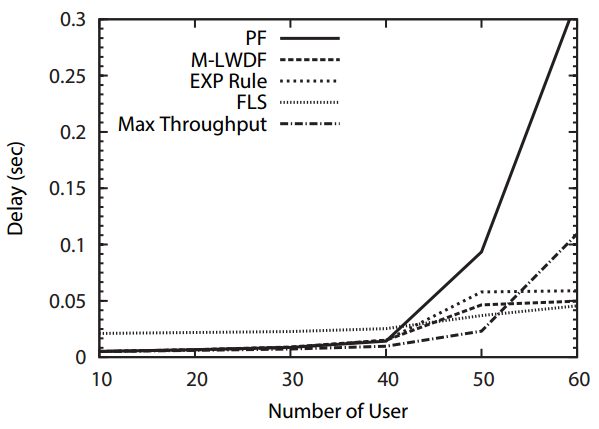 0.3
0.25
0.2
0.15
0.1
0.05
0
Delay (sec)
PF
M-LWDF
EXP Rule
FLS
Max Throughput
10 20 30 40 50 60
Number of User